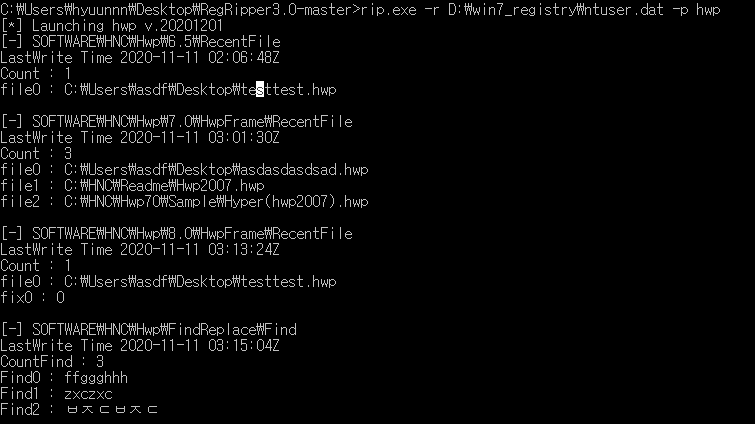 C:₩Users₩hyuunnn₩Desktop₩RegRipper3.0-master>rip.exe -r D:₩win7_registry₩ntuser.dat -p hwp
[*] Launching hwp v.20201201
[-] SOFTWARE₩HNC₩Hwp₩6.5₩RecentFile
LastWrite Time 2020-11-11 02:06:48Z
Count : 1
file0 : C:₩Users₩asdf₩Desktop₩testtest.hwp
[-] SOFTWARE₩HNC₩Hwp₩7.0₩HwpFrame₩RecentFile
LastWrite Time 2020-11-11 03:01:30Z
Count : 3
file0 : C:₩Users₩asdf₩Desktop₩asdasdasdsad.hwp
file1 : C:₩HNC₩Readme₩Hwp2007.hwp
file2 : C:₩HNC₩Hwp70₩Sample₩Hyper(hwp2007).hwp
[-] SOFTWARE₩HNC₩Hwp₩8.0₩HwpFrame₩RecentFile
LastWrite Time 2020-11-11 03:13:24Z
Count : 1
file0 : C:₩Users₩asdf₩Desktop₩testtest.hwp
fix0 : 0
[-] SOFTWARE₩HNC₩Hwp₩FindReplace₩Find
LastWrite Time 2020-11-11 03:15:04Z
CountFind : 3
Find0 : ffggghhh
Find1 : zxczxc
Find2 : ㅂㅈㄷㅂㅈㄷ